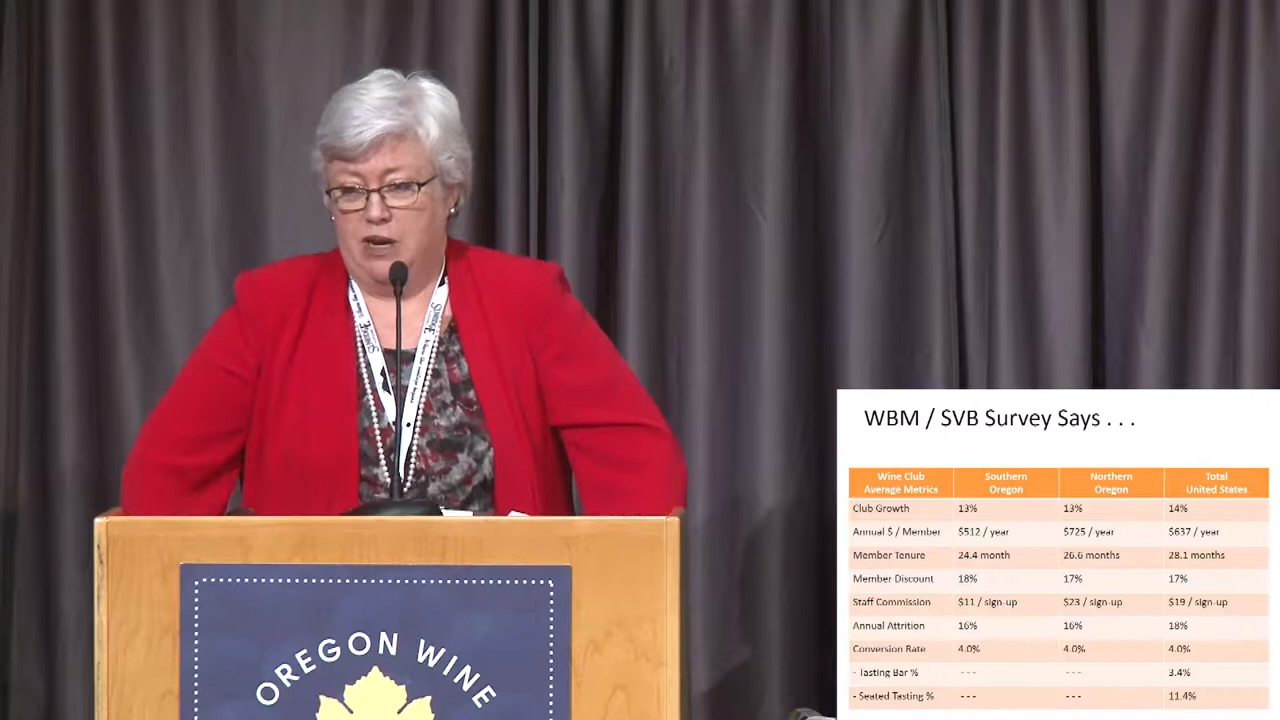 OREGON WINE
WBM / SVB Survey Says . . .
Wine Club Average Metrics Southern Oregon Northern Oregon Total United States
Club Growth 13% 13% 14%
Annual $ / Member $512 / year $725 / year $637 / year
Member Tenure 24.4 month 26.6 months 28.1 months
Member Discount 18% 17% 17%
Staff Commission $11 / sign-up $23 / sign-up $19 / sign-up
Annual Attrition 16% 16% 18%
Conversion Rate 4.0% 4.0% 4.0%
- Tasting Bar % - - - - - - 3.4%
- Seated Tasting % - - - - - - 11.4%